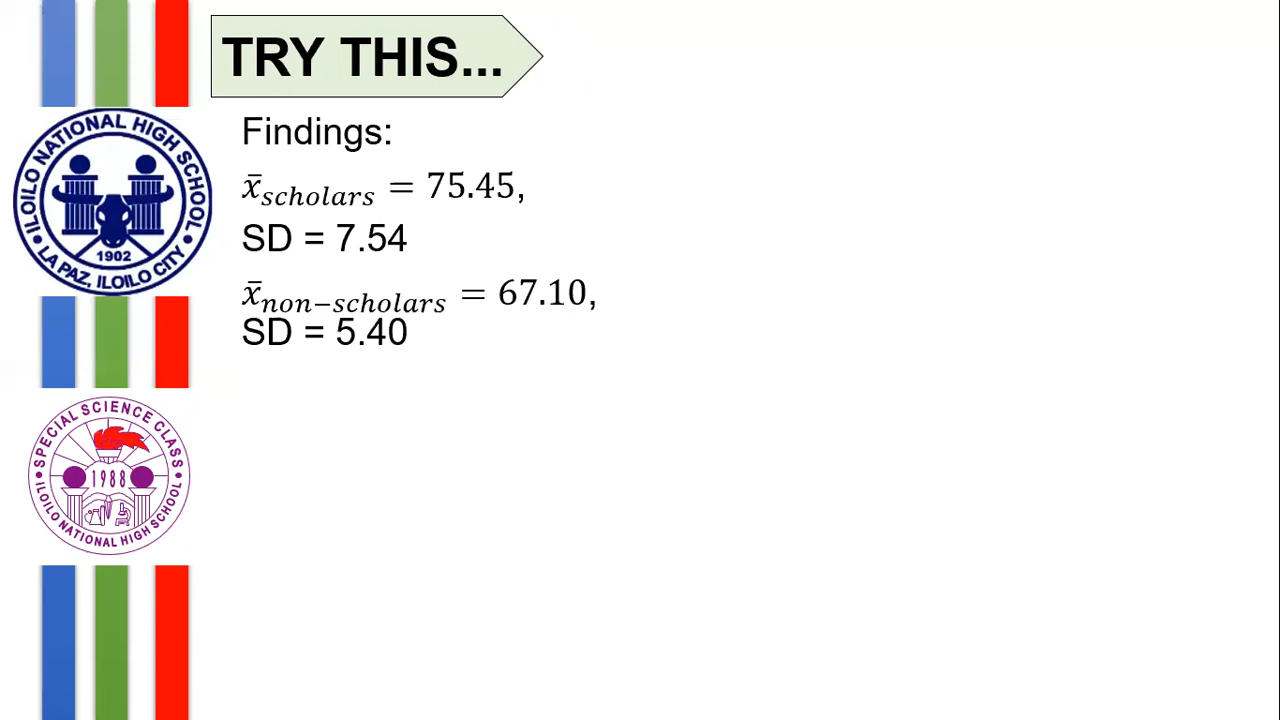 TRY THIS...
Findings:
x̄scholars = 75.45,
SD = 7.54
x̄non−scholars = 67.10,
SD = 5.40
ILOILO NATIONAL HIGH SCHOOL
1902
LA PAZ, ILOILO CITY
SPECIAL SCIENCE CLASS
1988
ILOILO NATIONAL HIGH SCHOOL